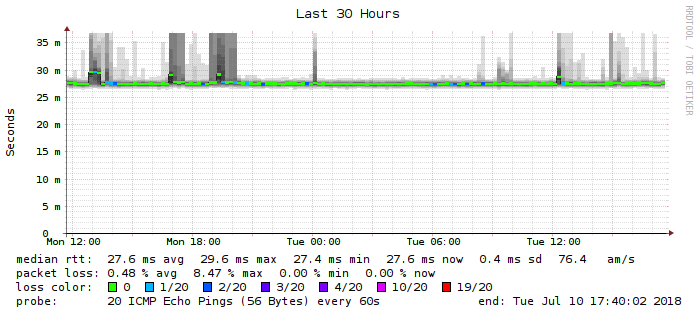 Last 30 Hours
RRDTOOL / TOBI OETIKER
Seconds
35 m
30 m
25 m
20 m
15 m
10 m
5 m
0
Mon 12:00 Mon 18:00 Tue 00:00 Tue 06:00 Tue 12:00
median rtt: 27.6 ms avg 29.6 ms max 27.4 ms min 27.6 ms now 0.4 ms sd 76.4 am/s
packet loss: 0.48 % avg 8.47 % max 0.00 % min 0.00 % now
loss color: 0 1/20 2/20 3/20 4/20 10/20 19/20
probe: 20 ICMP Echo Pings (56 Bytes) every 60s end: Tue Jul 10 17:40:02 2018